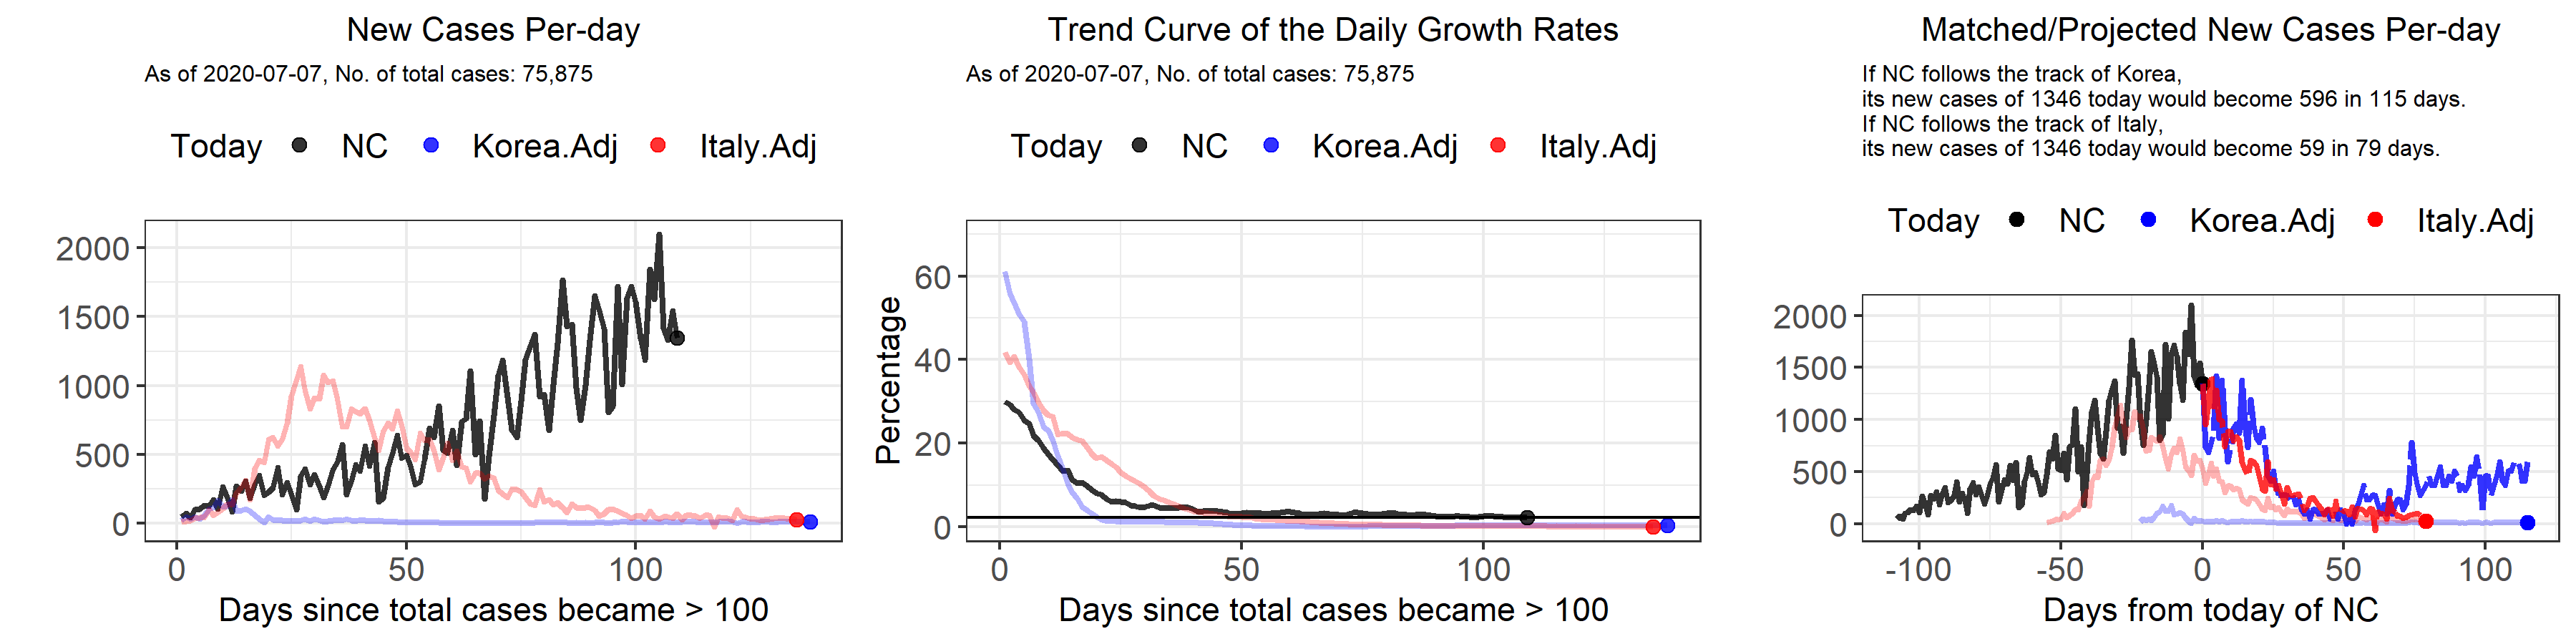 New Cases Per-day
As of 2020-07-07, No. of total cases: 75,875
Today NC Korea.Adj Italy.Adj
2000
1500
1000
500
0
0 50 100
Days since total cases became > 100
Trend Curve of the Daily Growth Rates
As of 2020-07-07, No. of total cases: 75,875
Today NC Korea.Adj Italy.Adj
Percentage
60
40
20
0
0 50 100
Days since total cases became > 100
Matched/Projected New Cases Per-day
If NC follows the track of Korea,
its new cases of 1346 today would become 596 in 115 days.
If NC follows the track of Italy,
its new cases of 1346 today would become 59 in 79 days.
Today NC Korea.Adj Italy.Adj
2000
1500
1000
500
0
-100 -50 0 50 100
Days from today of NC